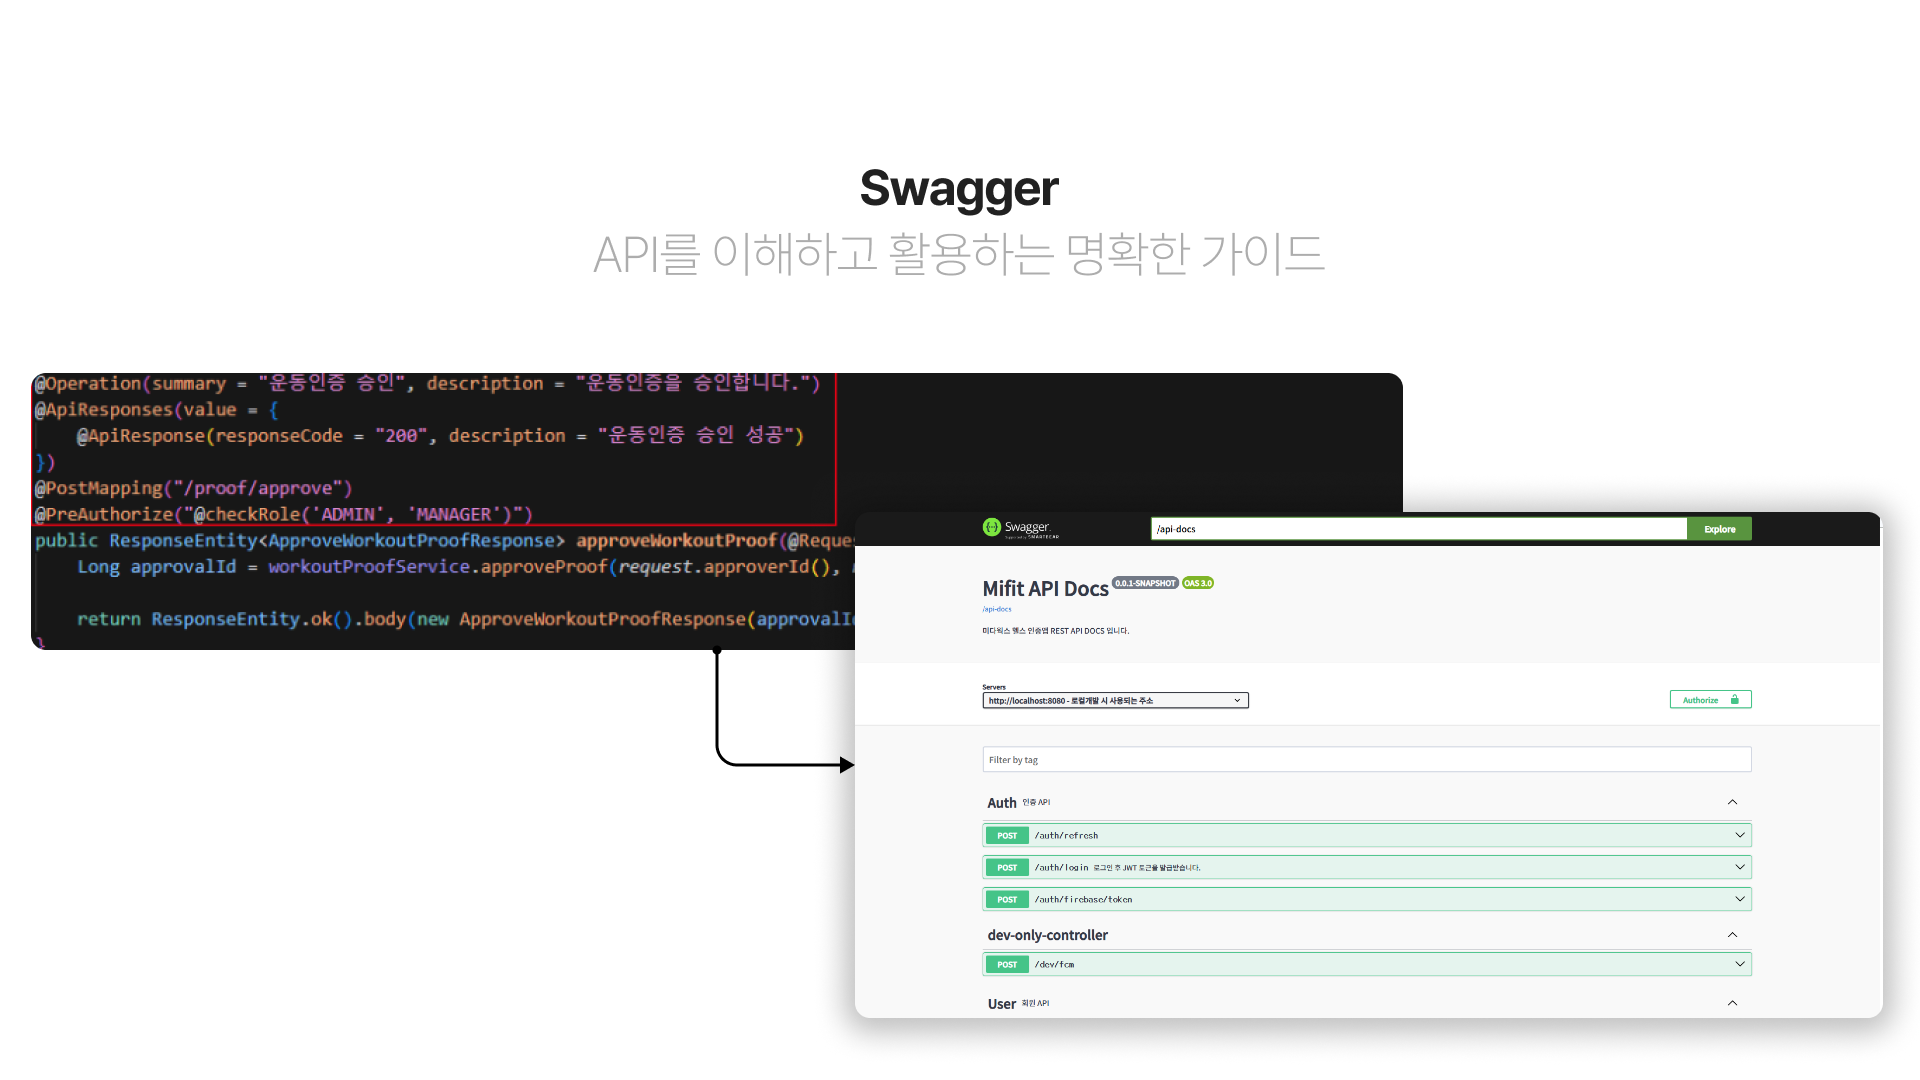 Swagger
API를 이해하고 활용하는 명확한 가이드
@Operation(summary = "운동인증 승인", description = "운동인증을 승인합니다.")
@ApiResponses(value = {
@ApiResponse(responseCode = "200", description = "운동인증 승인 성공")
})
@PostMapping("/proof/approve")
@PreAuthorize("@checkRole('ADMIN', 'MANAGER')")
public ResponseEntity<ApproveWorkoutProofResponse> approveWorkoutProof(@Reque
Long approvalId = workoutProofService.approveProof(request.approverId(),
return ResponseEntity.ok().body(new ApproveWorkoutProofResponse(approvalI
}
Swagger.
Supported by SMARTBEAR
/api-docs
Explore
Mifit API Docs 0.0.1-SNAPSHOT OAS 3.0
/api-docs
미다웍스 헬스 인증앱 REST API DOCS 입니다.
Servers
http://localhost:8080 - 로컬개발 시 사용되는 주소
Authorize
Filter by tag
Auth 인증 API
POST /auth/refresh
POST /auth/login 로그인 후 JWT 토큰을 발급받습니다.
POST /auth/firebase/token
dev-only-controller
POST /dev/fcm
User 회원 API